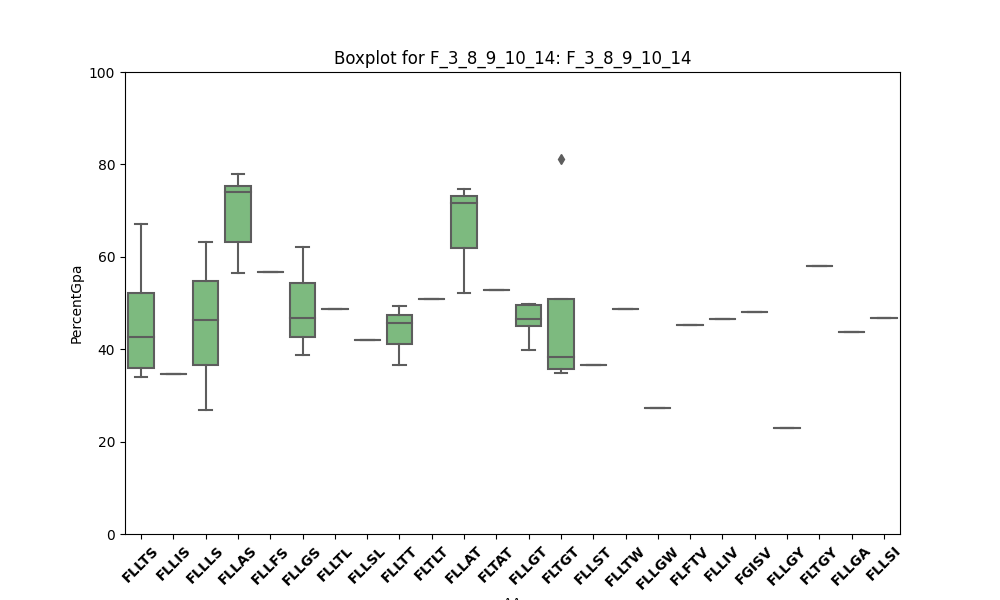 Boxplot for F_3_8_9_10_14: F_3_8_9_10_14
100
80
60
40
20
0
PercentGpa
FLLTS FLLIS FLLLS FLLAS FLLFS FLLGS FLLTL FLLSL FLLTT FLTLT FLLAT FLTAT FLLGT FLTGT FLLST FLLTW FLLGW FLFTV FLLIV FGISV FLLGY FLTGY FLLGA FLLSI